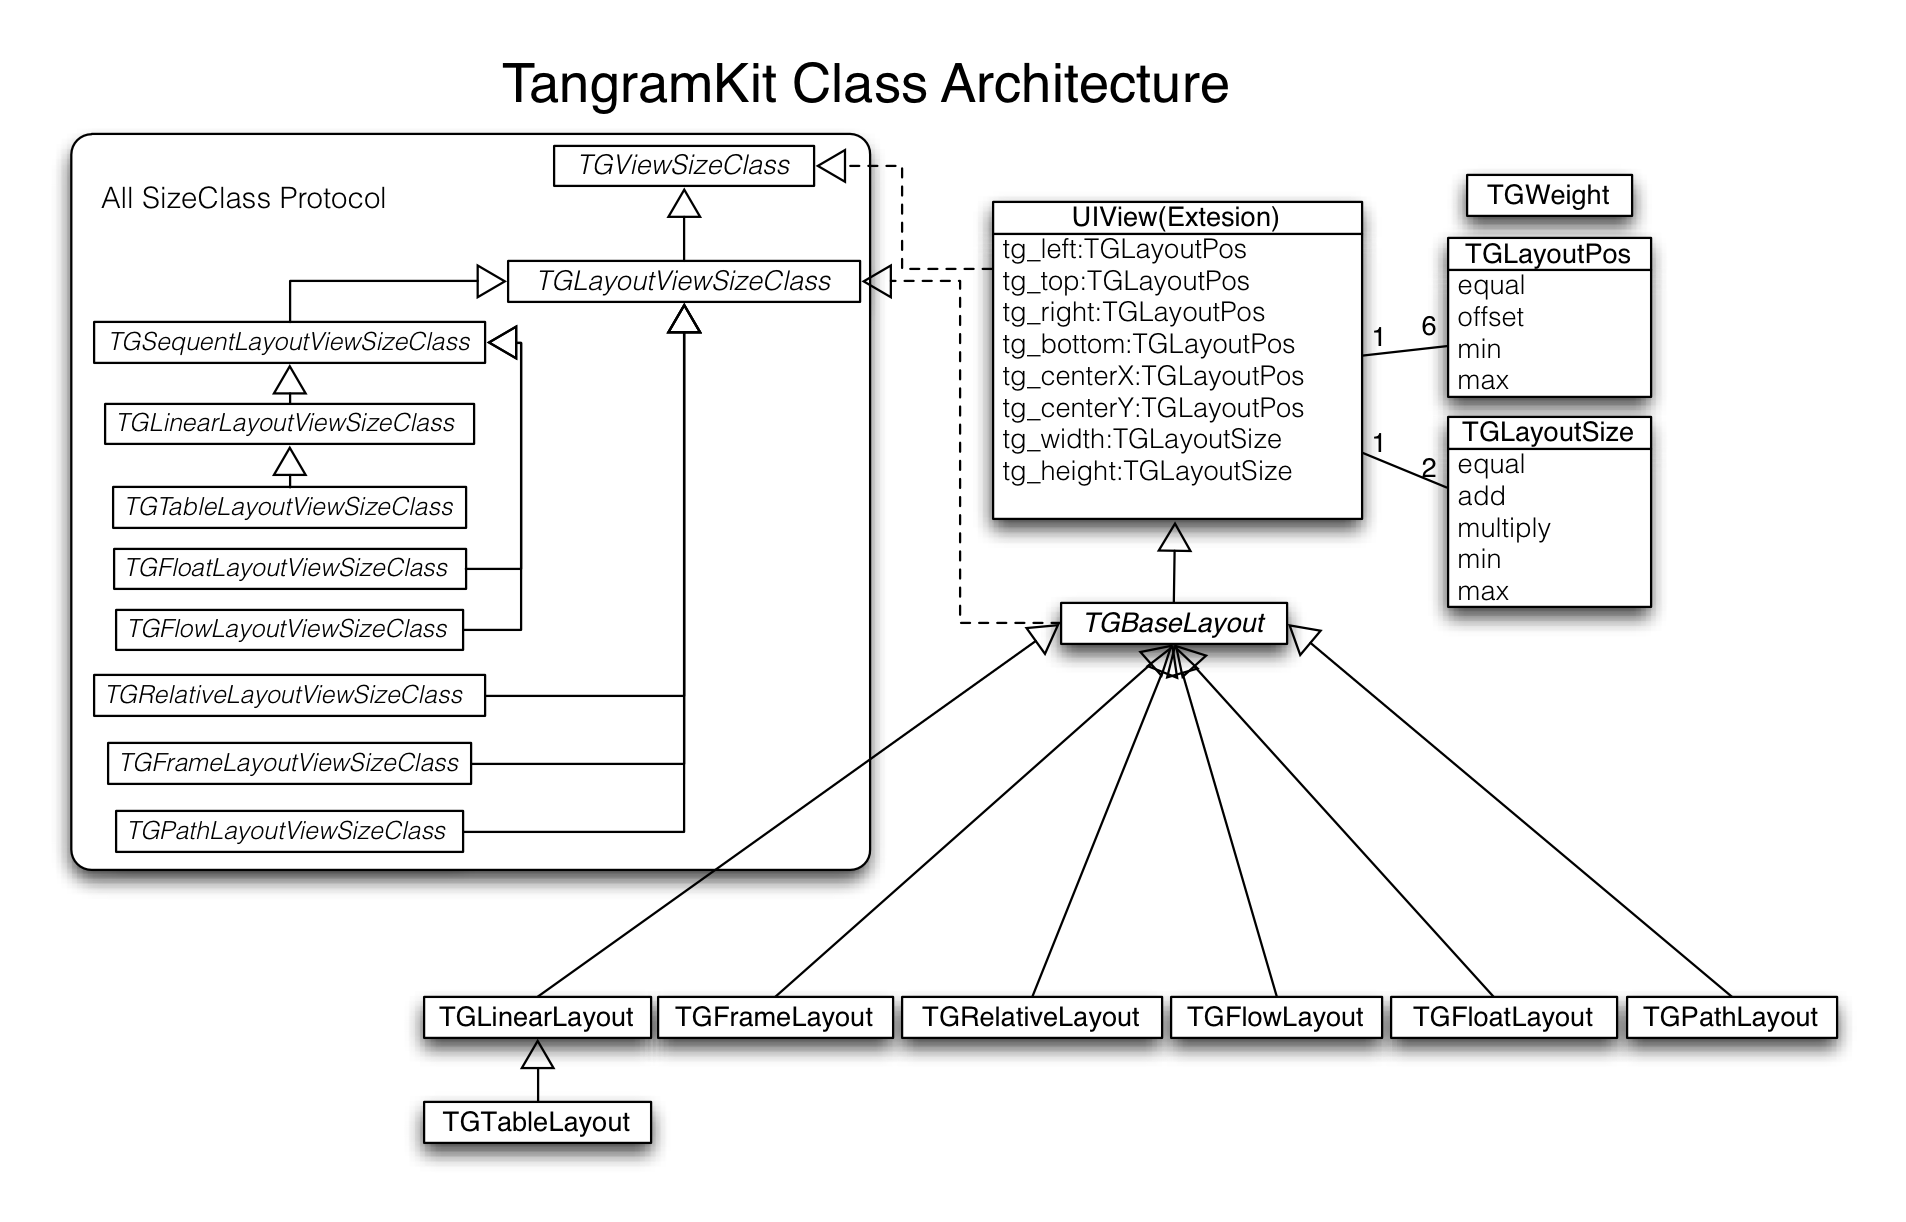 TangramKit Class Architecture
All SizeClass Protocol
TGViewSizeClass
TGLayoutViewSizeClass
TGSequentLayoutViewSizeClass
TGLinearLayoutViewSizeClass
TGTableLayoutViewSizeClass
TGFloatLayoutViewSizeClass
TGFlowLayoutViewSizeClass
TGRelativeLayoutViewSizeClass
TGFrameLayoutViewSizeClass
TGPathLayoutViewSizeClass
UIView(Extesion)
tg_left:TGLayoutPos
tg_top:TGLayoutPos
tg_right:TGLayoutPos
tg_bottom:TGLayoutPos
tg_centerX:TGLayoutPos
tg_centerY:TGLayoutPos
tg_width:TGLayoutSize
tg_height:TGLayoutSize
1
6
1
2
TGWeight
TGLayoutPos
equal
offset
min
max
TGLayoutSize
equal
add
multiply
min
max
TGBaseLayout
TGLinearLayout
TGFrameLayout
TGRelativeLayout
TGFlowLayout
TGFloatLayout
TGPathLayout
TGTableLayout